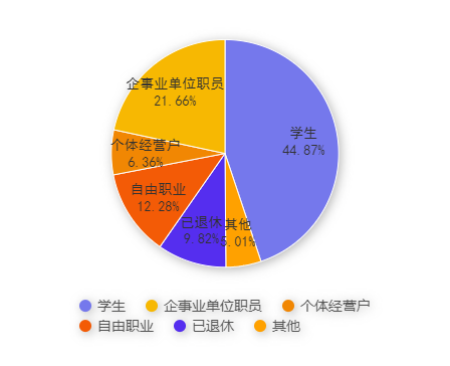 企事业单位职员
21.66%
学生
44.87%
个体经营户
6.36%
自由职业
12.28%
已退休
9.82%
其他
5.01%
学生 企事业单位职员 个体经营户
自由职业 已退休 其他